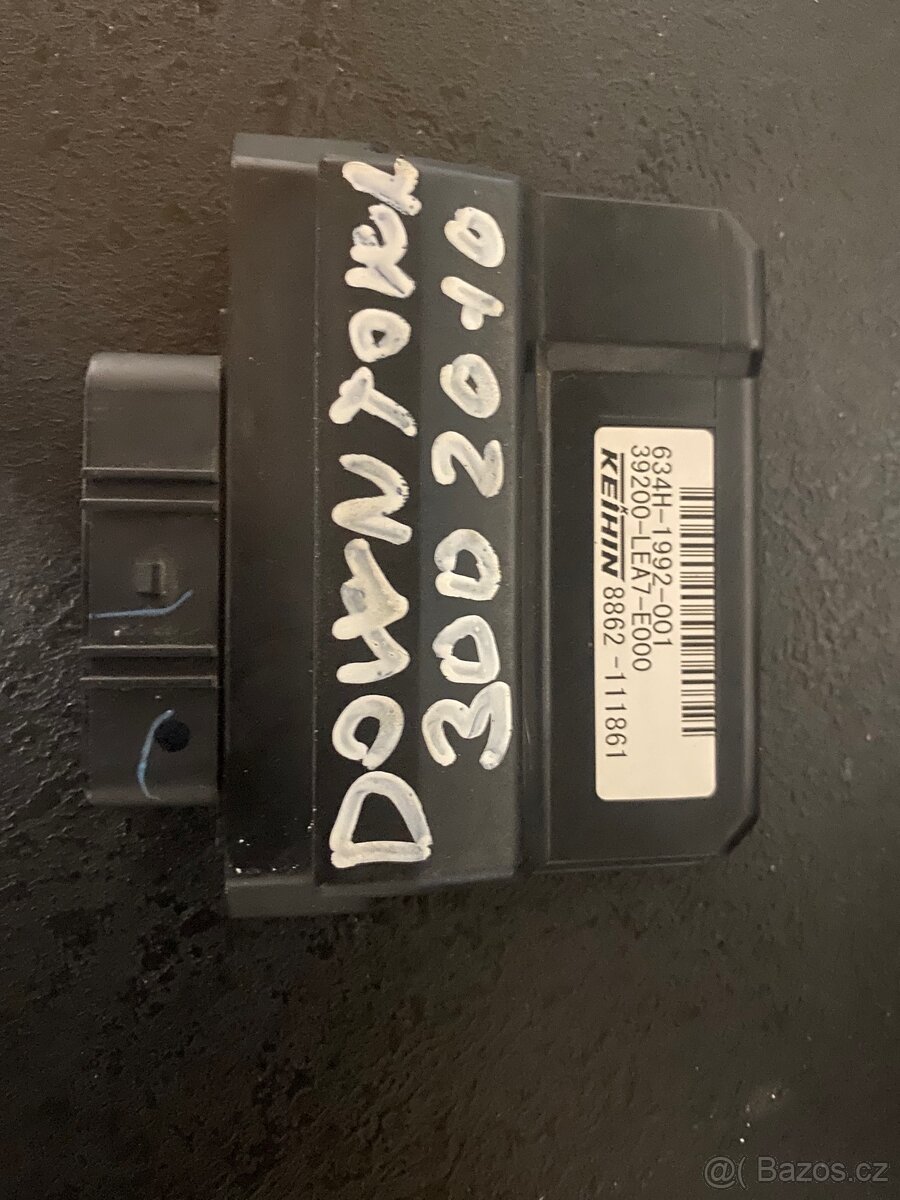 DOWNTOWN
300 2010
634H-1992-001
39200-LEA7-E000
KEIHIN 8862 -111861
@( Bazos.cz